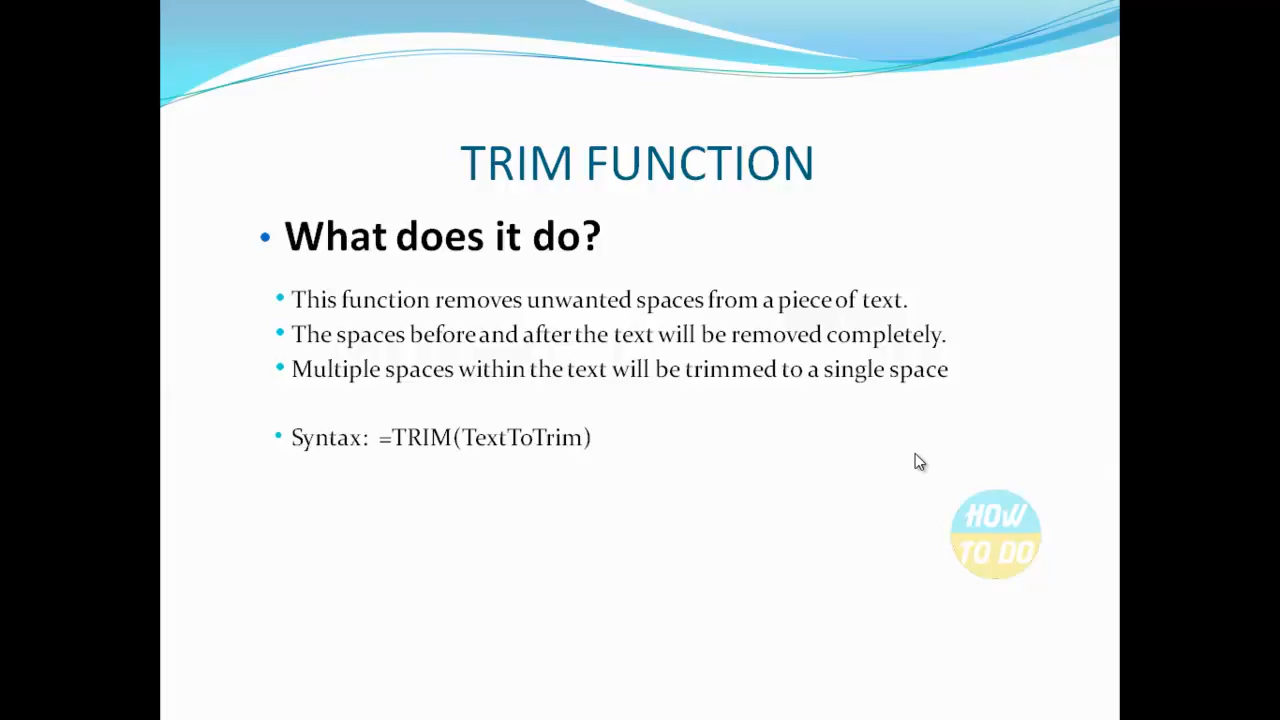 TRIM FUNCTION
• What does it do?
• This function removes unwanted spaces from a piece of text.
• The spaces before and after the text will be removed completely.
• Multiple spaces within the text will be trimmed to a single space
• Syntax: =TRIM(TextToTrim)
HOW
TO DO